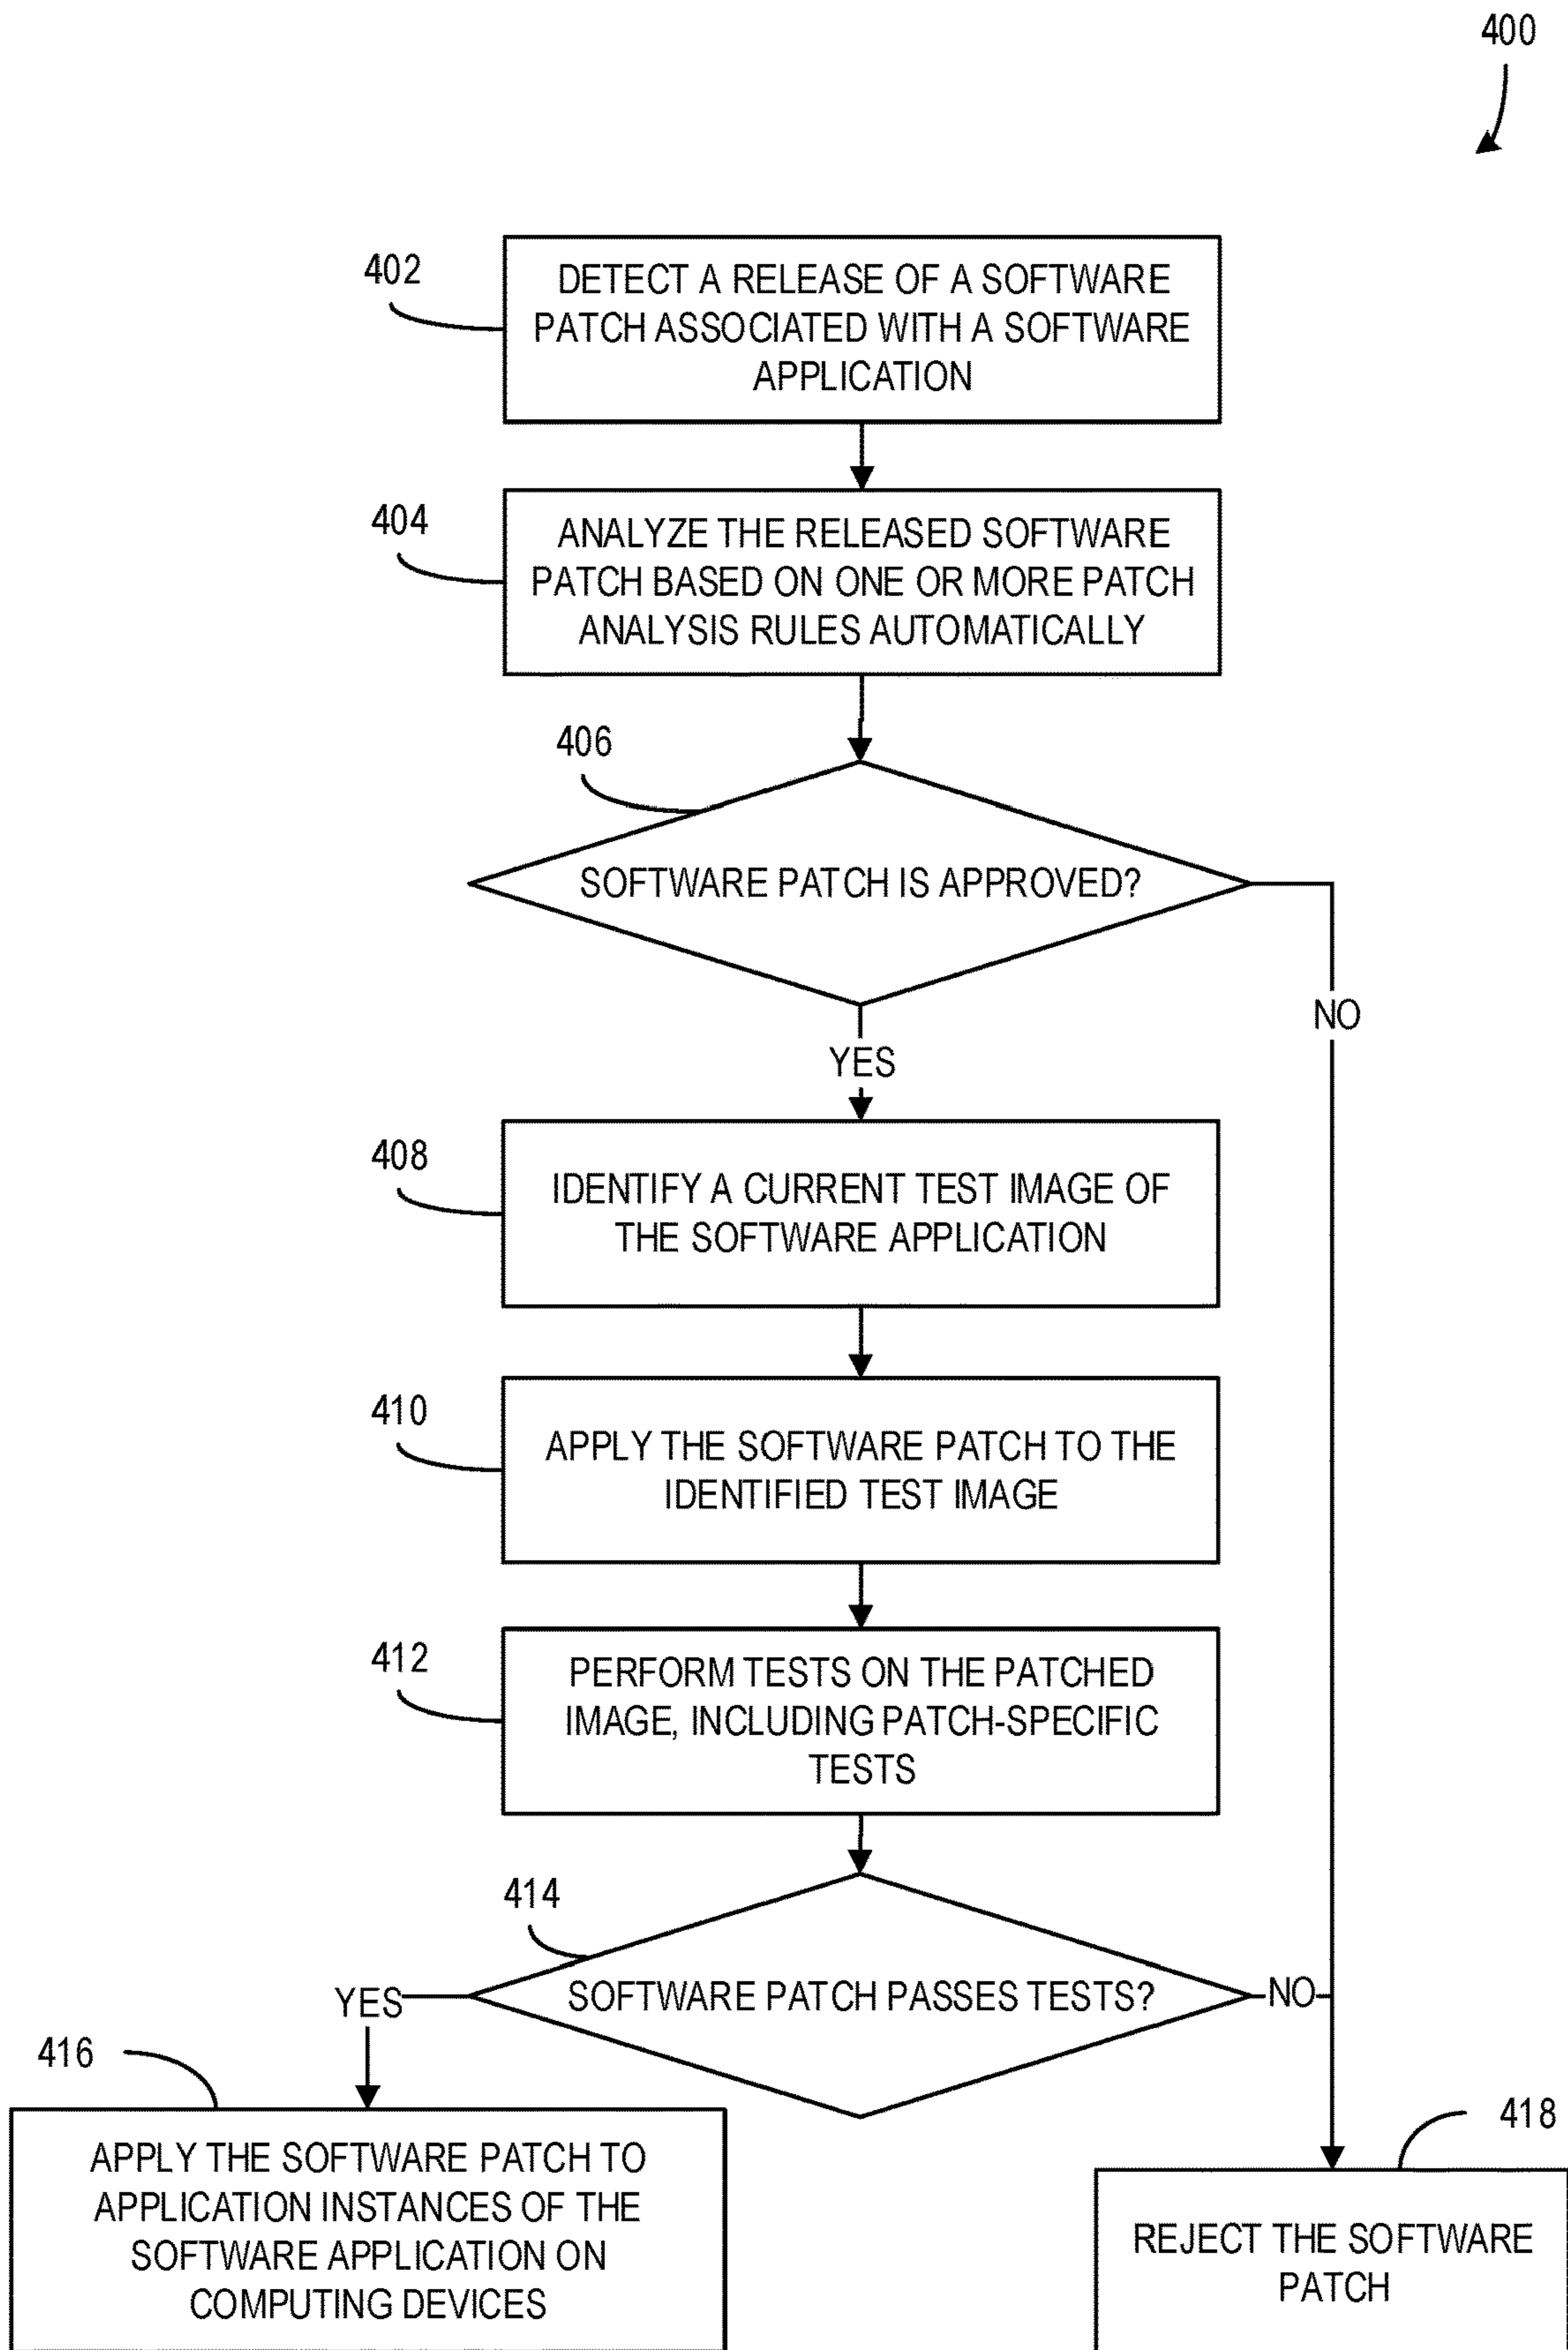 400
402
DETECT A RELEASE OF A SOFTWARE
PATCH ASSOCIATED WITH A SOFTWARE
APPLICATION
404
ANALYZE THE RELEASED SOFTWARE
PATCH BASED ON ONE OR MORE PATCH
ANALYSIS RULES AUTOMATICALLY
406
SOFTWARE PATCH IS APPROVED?
NO
YES
408
IDENTIFY A CURRENT TEST IMAGE OF
THE SOFTWARE APPLICATION
410
APPLY THE SOFTWARE PATCH TO THE
IDENTIFIED TEST IMAGE
412
PERFORM TESTS ON THE PATCHED
IMAGE, INCLUDING PATCH-SPECIFIC
TESTS
414
SOFTWARE PATCH PASSES TESTS?
YES
NO
416
APPLY THE SOFTWARE PATCH TO
APPLICATION INSTANCES OF THE
SOFTWARE APPLICATION ON
COMPUTING DEVICES
418
REJECT THE SOFTWARE
PATCH